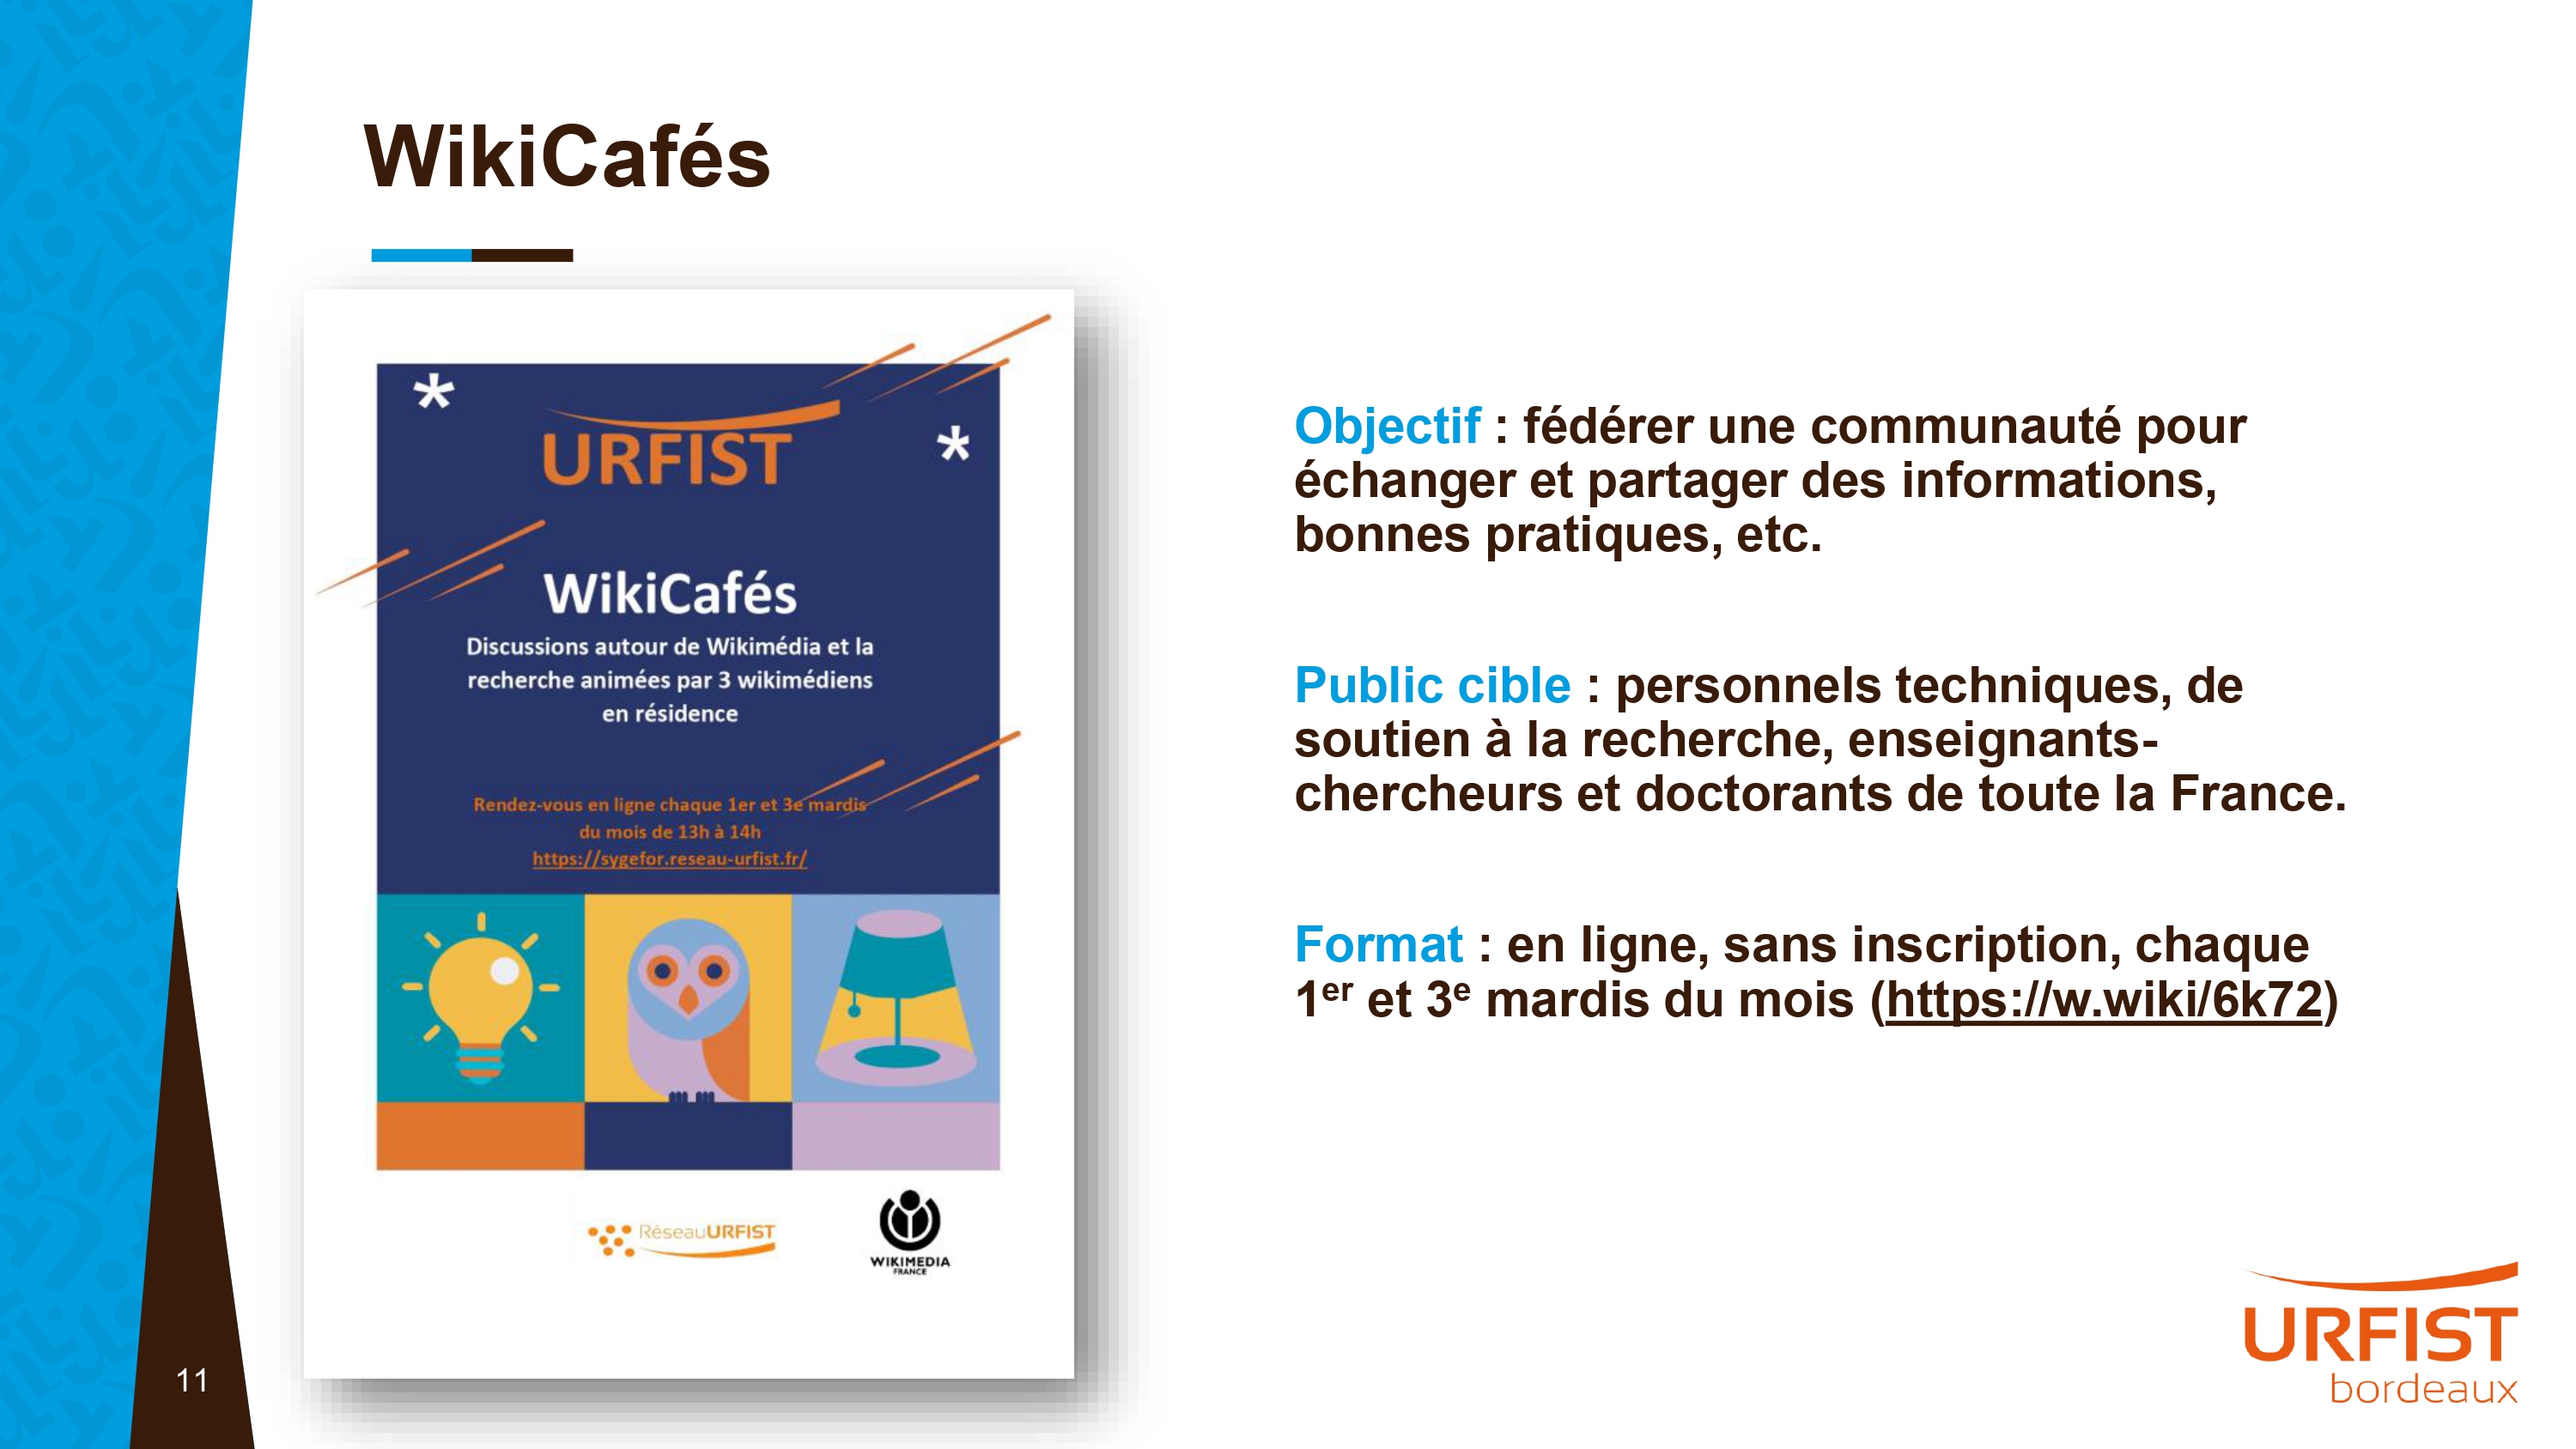 WikiCafés
*
*
URFIST
WikiCafés
Discussions autour de Wikimédia et la
recherche animées par 3 wikimédiens
en résidence
Rendez-vous en ligne chaque 1er et 3e mardis
du mois de 13h à 14h
https://sygefor.reseau-urfist.fr/
RéseauURFIST
WIKIMEDIA
FRANCE
Objectif : fédérer une communauté pour
échanger et partager des informations,
bonnes pratiques, etc.
Public cible : personnels techniques, de
soutien à la recherche, enseignants-
chercheurs et doctorants de toute la France.
Format : en ligne, sans inscription, chaque
1er et 3e mardis du mois (https://w.wiki/6k72)
URFIST
bordeaux
11